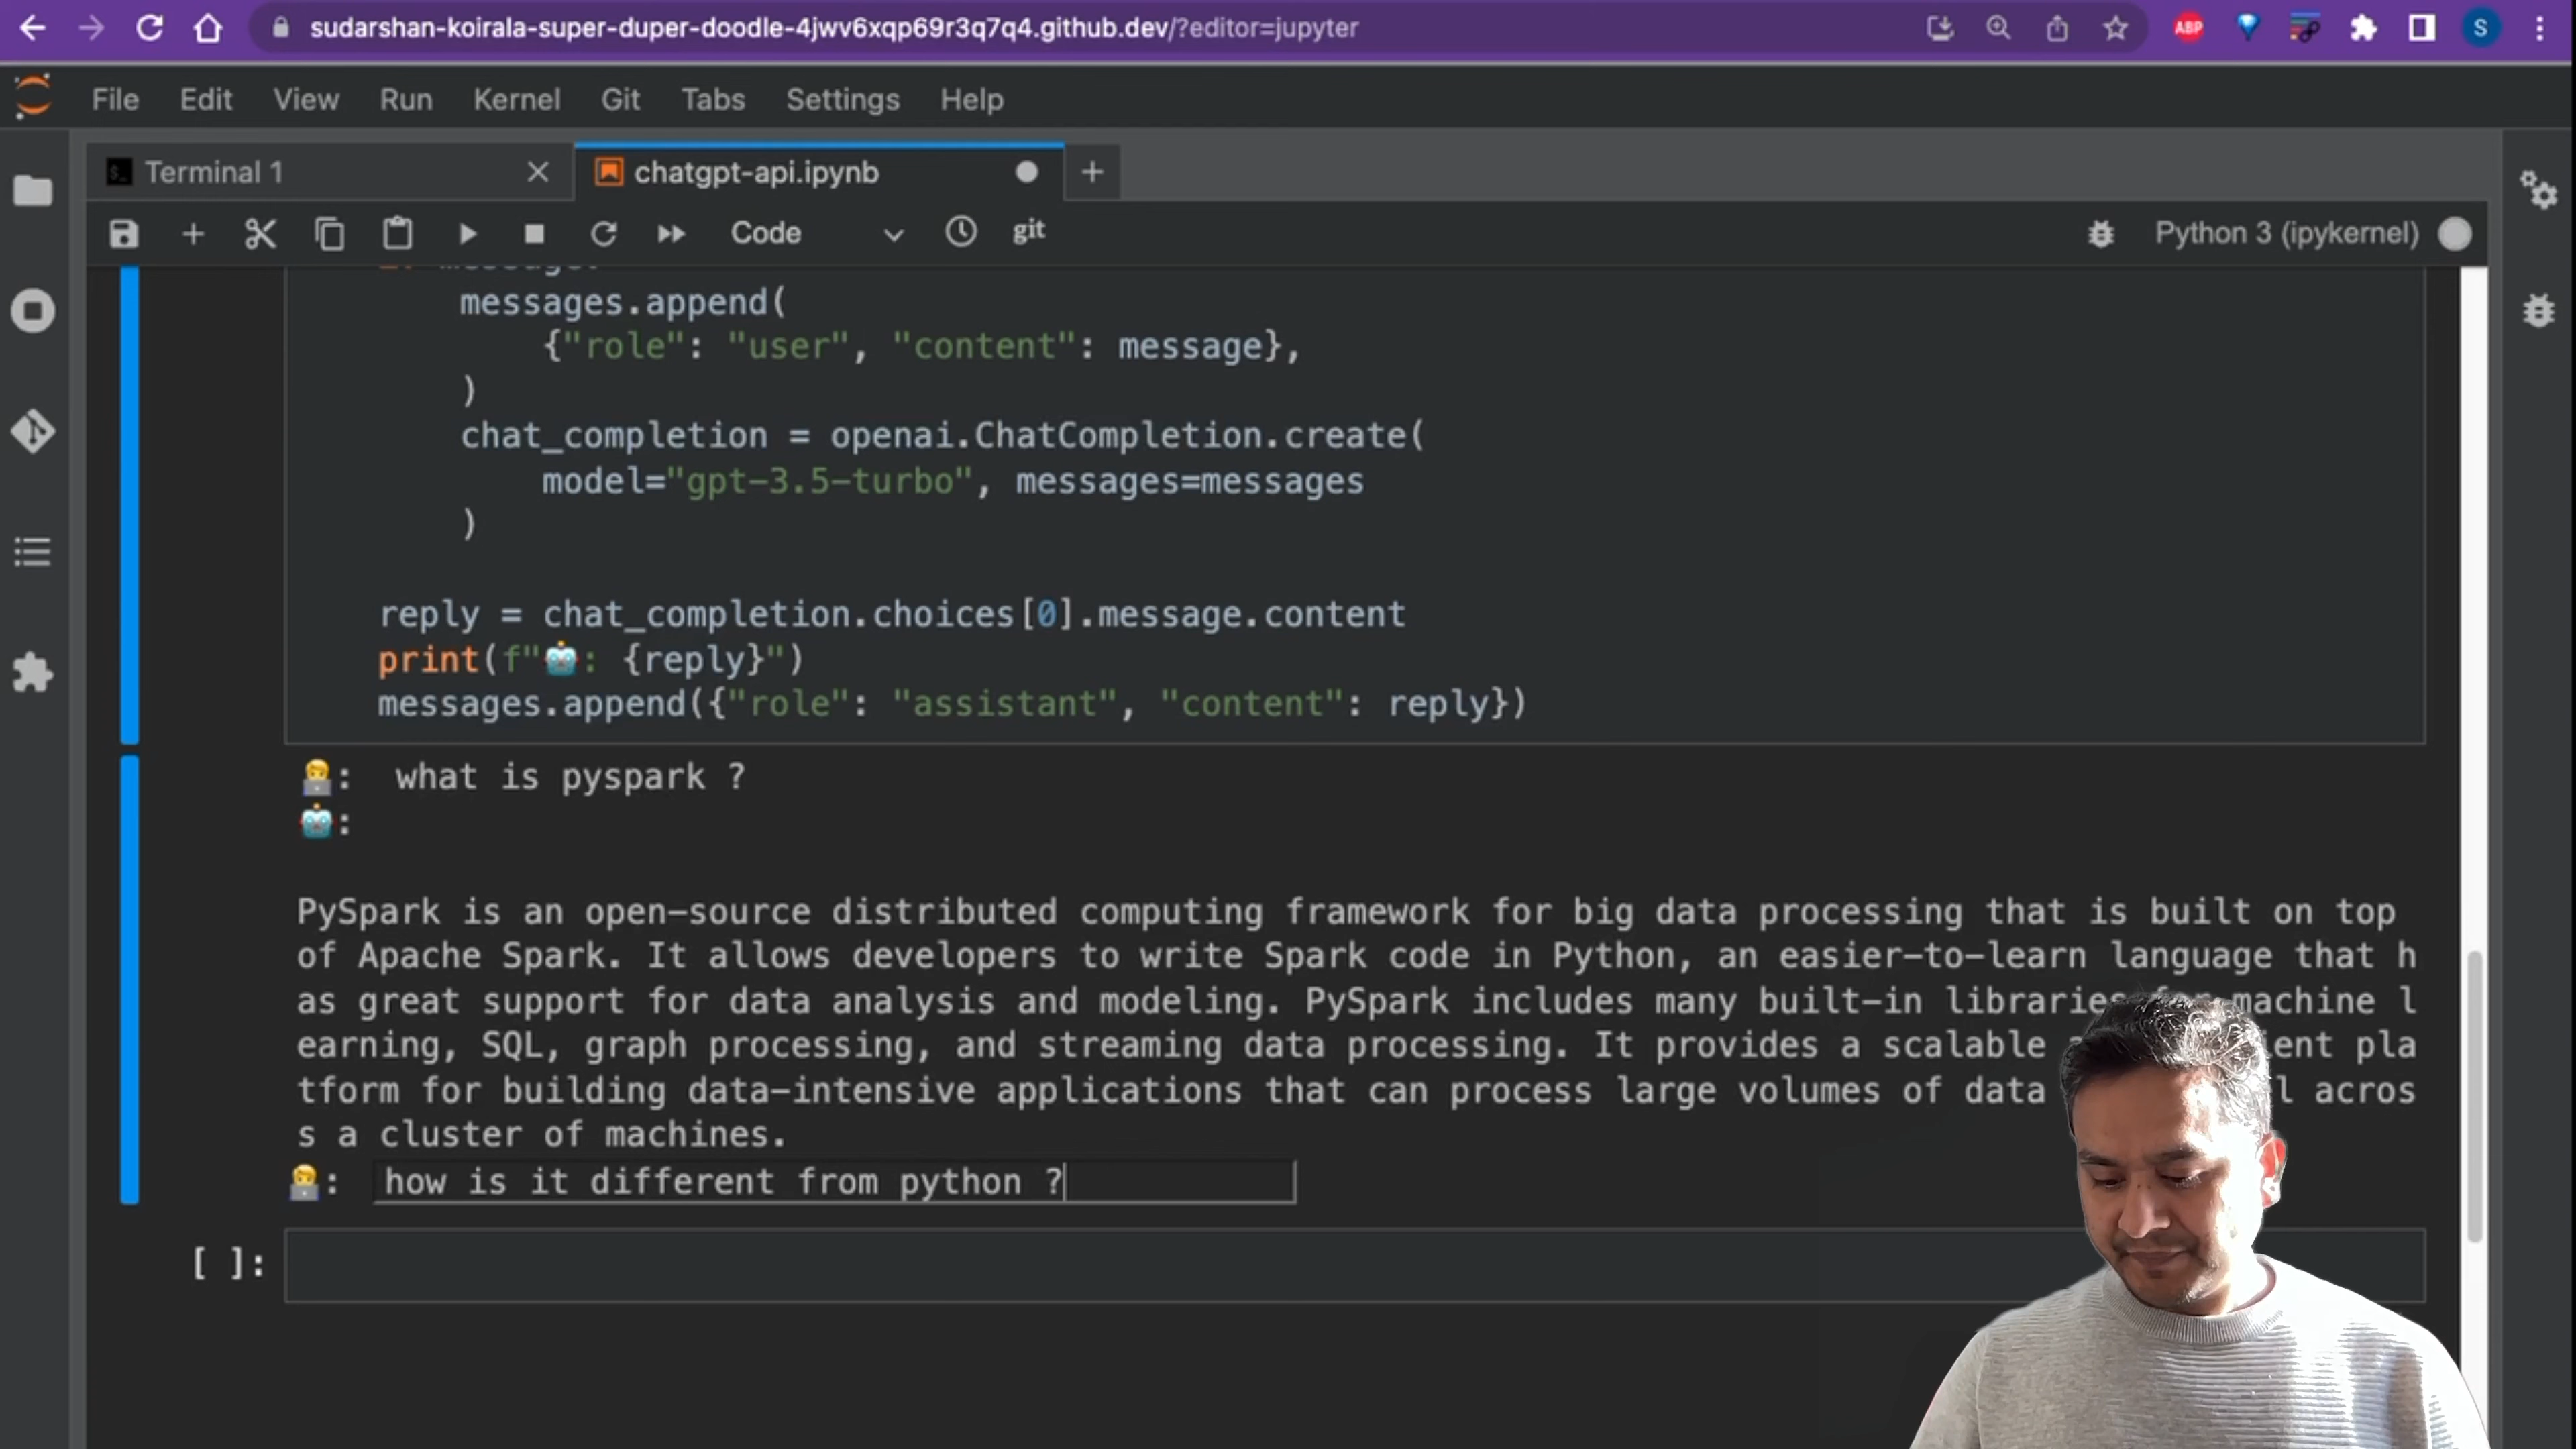 sudarshan-koirala-super-duper-doodle-4jwv6xqp69r3q7q4.github.dev/?editor=jupyter
ABP
S
File Edit View Run Kernel Git Tabs Settings Help
Terminal 1
chatgpt-api.ipynb
Code
git
Python 3 (ipykernel)
messages.append(
{"role": "user", "content": message},
)
chat_completion = openai.ChatCompletion.create(
model="gpt-3.5-turbo", messages=messages
)
reply = chat_completion.choices[0].message.content
print(f"🤖: {reply}")
messages.append({"role": "assistant", "content": reply})
👨‍💻: what is pyspark ?
🤖:
PySpark is an open-source distributed computing framework for big data processing that is built on top
of Apache Spark. It allows developers to write Spark code in Python, an easier-to-learn language that h
as great support for data analysis and modeling. PySpark includes many built-in libraries for machine l
earning, SQL, graph processing, and streaming data processing. It provides a scalable pla
tform for building data-intensive applications that can process large volumes of data acros
s a cluster of machines.
👨‍💻: how is it different from python ?
[ ]: